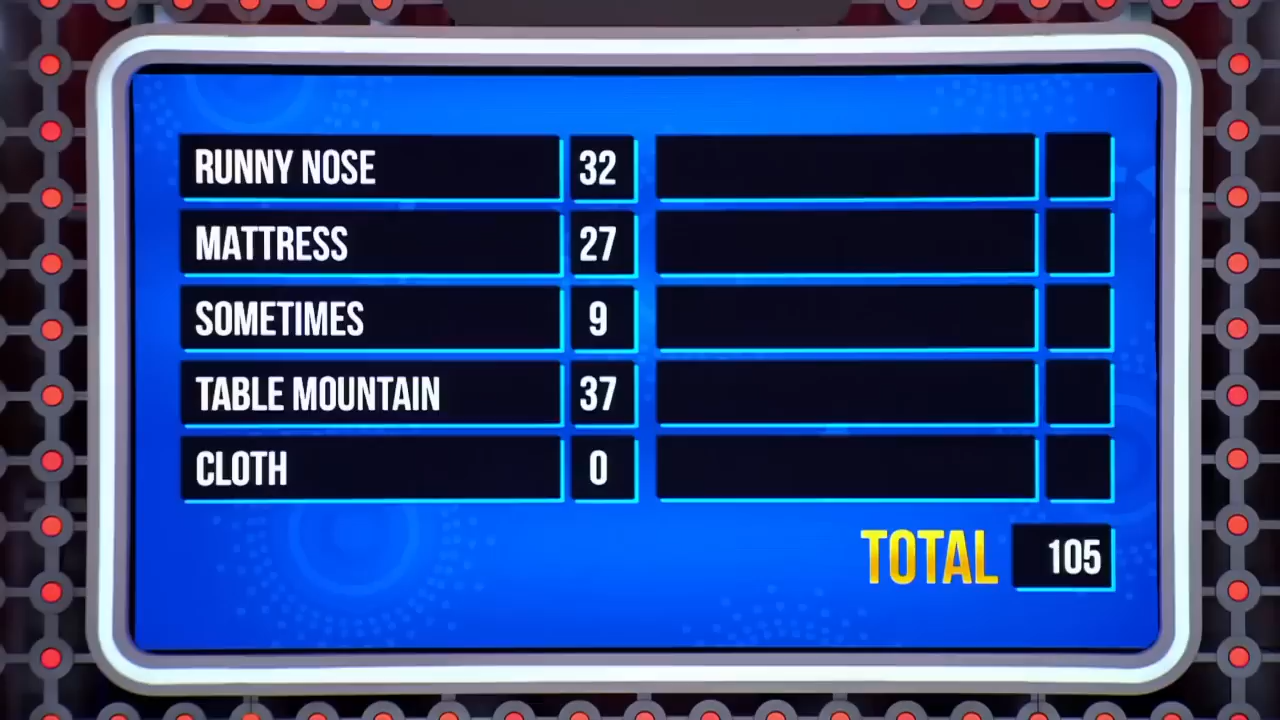 RUNNY NOSE 32
MATTRESS 27
SOMETIMES 9
TABLE MOUNTAIN 37
CLOTH 0
TOTAL 105